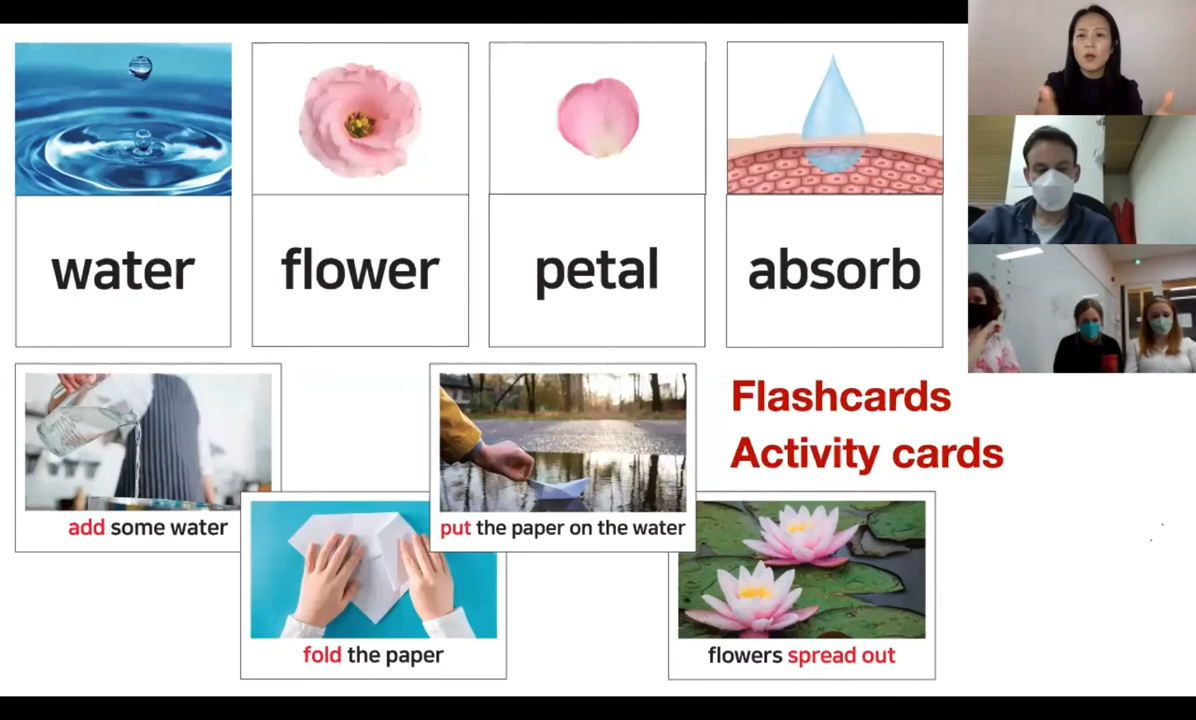 water
flower
petal
absorb
Flashcards
Activity cards
add some water
put the paper on the water
fold the paper
flowers spread out